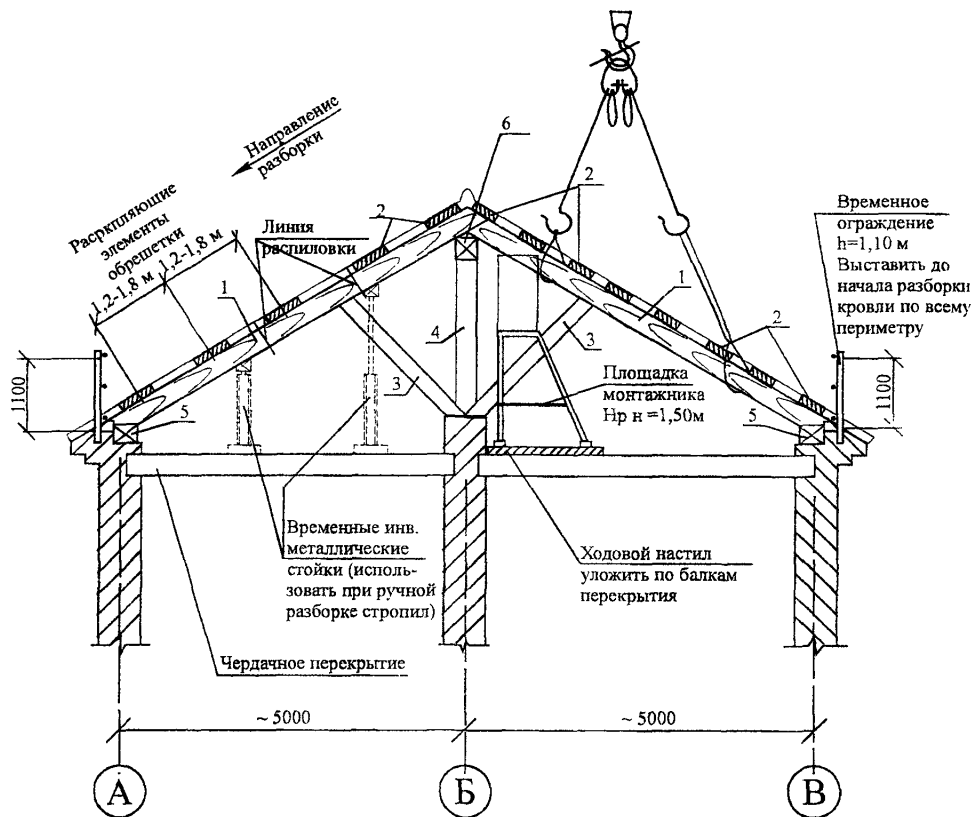 Направление
разборки
6
2
2
Раскрпляющие
элементы
обрешетки
Линия
распиловки
Временное
ограждение
h=1,10 м
Выставить до
начала разборки
кровли по всему
периметру
1,2-1,8 м
1,2-1,8 м
1
1
4
3
3
2
1100
1100
Площадка
монтажника
Нр н =1,50м
5
5
Временные инв.
металлические
стойки (исполь-
зовать при ручной
разборке стропил)
Ходовой настил
уложить по балкам
перекрытия
Чердачное перекрытие
~ 5000
~ 5000
А
Б
В